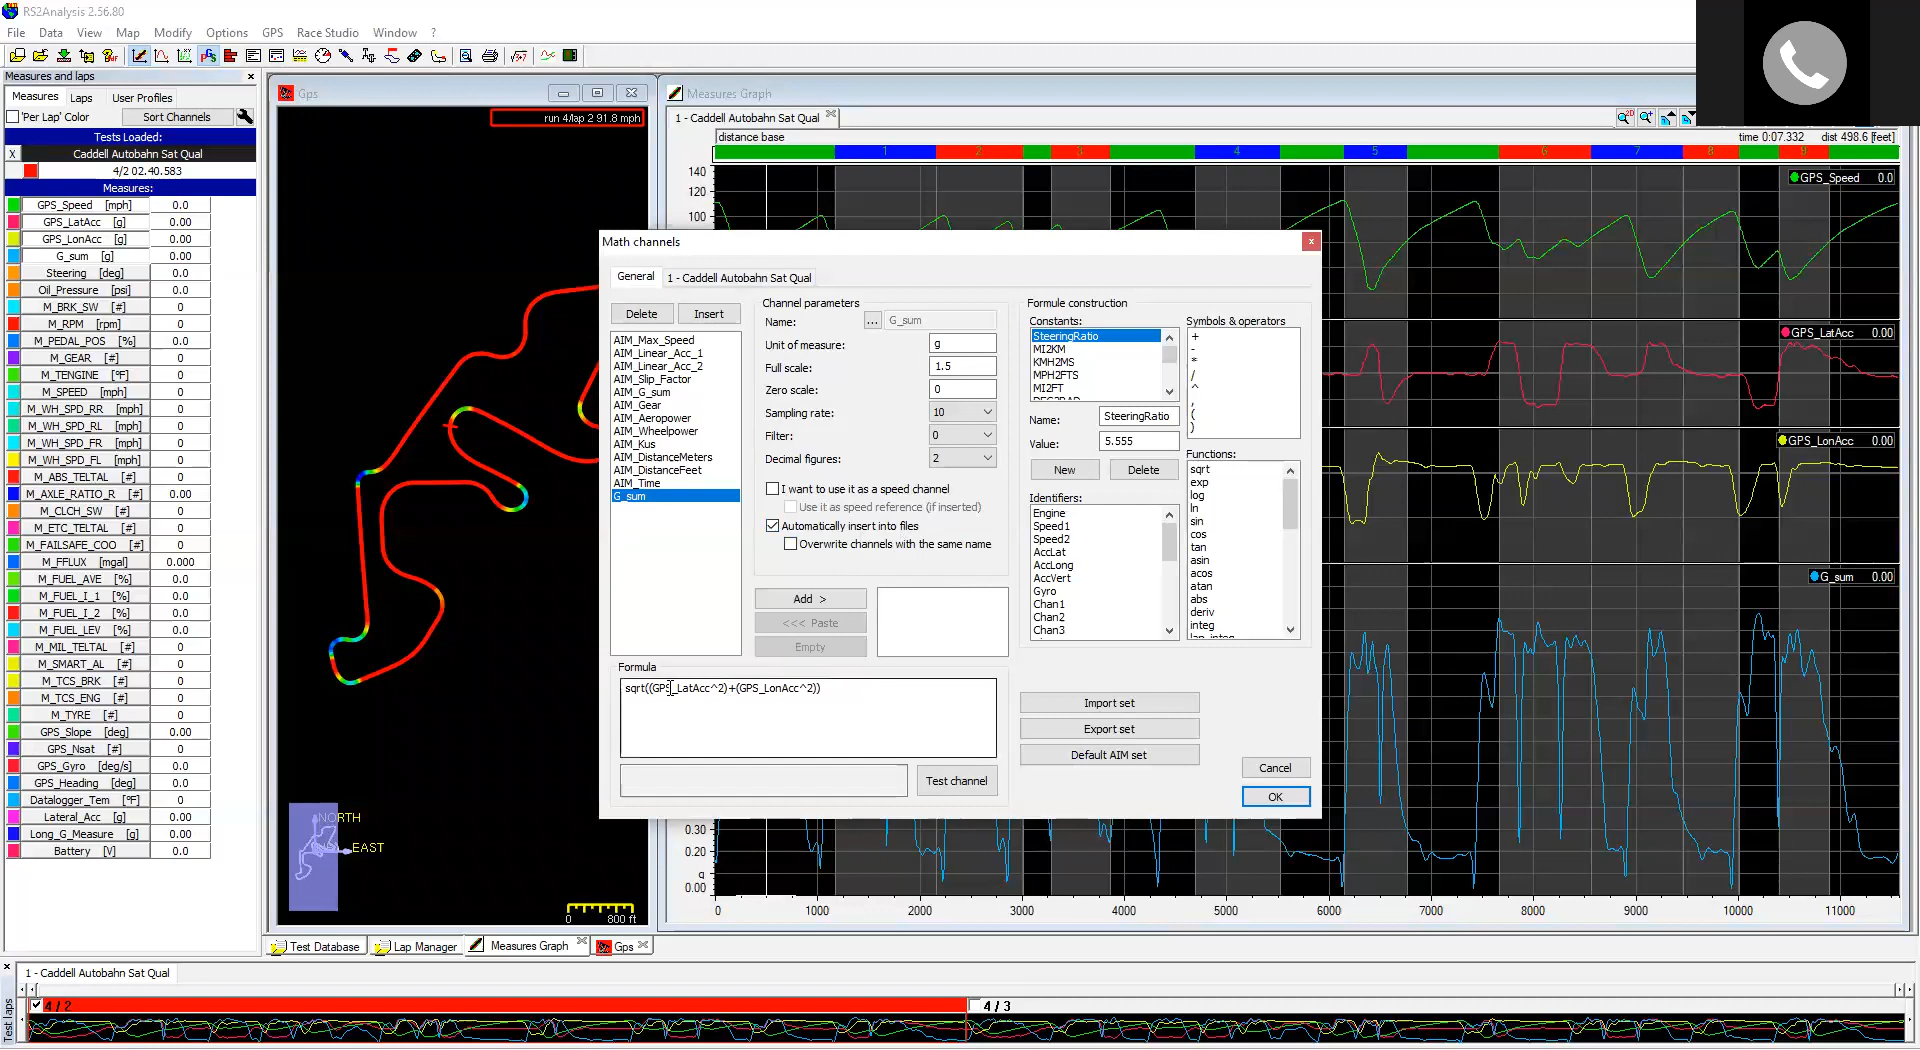 RS2Analysis 2.56.80
File Data View Map Modify Options GPS Race Studio Window ?
Measures and laps
Measures Laps User Profiles
'Per Lap' Color Sort Channels
Tests Loaded:
X Caddell Autobahn Sat Qual
4/2 02.40.583
Measures:
GPS_Speed [mph] 0.0
GPS_LatAcc [g] 0.00
GPS_LonAcc [g] 0.00
G_sum [g] 0.00
Steering [deg] 0.0
Oil_Pressure [psi] 0.0
M_BRK_SW [#] 0
M_RPM [rpm] 0
M_PEDAL_POS [%] 0
M_GEAR [#] 0
M_TENGINE [°F] 0
M_SPEED [mph] 0
M_WH_SPD_RR [mph] 0
M_WH_SPD_RL [mph] 0
M_WH_SPD_FR [mph] 0
M_WH_SPD_FL [mph] 0
M_ABS_TELTAL [#] 0
M_AXLE_RATIO_R [#] 0.00
M_CLCH_SW [#] 0
M_ETC_TELTAL [#] 0
M_FAILSAFE_COO [#] 0
M_FFLUX [mgal] 0.000
M_FUEL_AVE [%] 0.0
M_FUEL_I_1 [%] 0.0
M_FUEL_I_2 [%] 0.0
M_FUEL_LEV [%] 0.0
M_MIL_TELTAL [#] 0
M_SMART_AL [#] 0
M_TCS_BRK [#] 0
M_TCS_ENG [#] 0
M_TYRE [#] 0
GPS_Slope [deg] 0.00
GPS_Nsat [#] 0
GPS_Gyro [deg/s] 0.0
GPS_Heading [deg] 0.0
Datalogger_Tem [°F] 0
Lateral_Acc [g] 0.00
Long_G_Measure [g] 0.00
Battery [V] 0.0
Gps
run 4/lap 2 91.8 mph
NORTH
EAST
0 800 ft
Measures Graph
1 - Caddell Autobahn Sat Qual
distance base time 0:07.332 dist 498.6 [feet]
1 2 3 4 5 6 7 8 9
140
120
100
GPS_Speed 0.0
GPS_LatAcc 0.00
GPS_LonAcc 0.00
G_sum 0.00
0.30
0.20
g
0.00
0 1000 2000 3000 4000 5000 6000 7000 8000 9000 10000 11000
Math channels
General 1 - Caddell Autobahn Sat Qual
Delete Insert
AIM_Max_Speed
AIM_Linear_Acc_1
AIM_Linear_Acc_2
AIM_Slip_Factor
AIM_G_sum
AIM_Gear
AIM_Aeropower
AIM_Wheelpower
AIM_Kus
AIM_DistanceMeters
AIM_DistanceFeet
AIM_Time
G_sum
Channel parameters
Name: ... G_sum
Unit of measure: g
Full scale: 1.5
Zero scale: 0
Sampling rate: 10
Filter: 0
Decimal figures: 2
I want to use it as a speed channel
Use it as speed reference (if inserted)
Automatically insert into files
Overwrite channels with the same name
Add >
<<< Paste
Empty
Formula
sqrt((GPS_LatAcc^2)+(GPS_LonAcc^2))
Test channel
Formule construction
Constants:
SteeringRatio
MI2KM
KMH2MS
MPH2FTS
MI2FT
DEG2RAD
Name: SteeringRatio
Value: 5.555
New Delete
Identifiers:
Engine
Speed1
Speed2
AccLat
AccLong
AccVert
Gyro
Chan1
Chan2
Chan3
Symbols & operators
+
-
*
/
^
,
(
)
Functions:
sqrt
exp
log
ln
sin
cos
tan
asin
acos
atan
abs
deriv
integ
lap_integ
Import set
Export set
Default AIM set
Cancel
OK
Test Database Lap Manager Measures Graph Gps
1 - Caddell Autobahn Sat Qual
Test laps
4 / 2 4 / 3